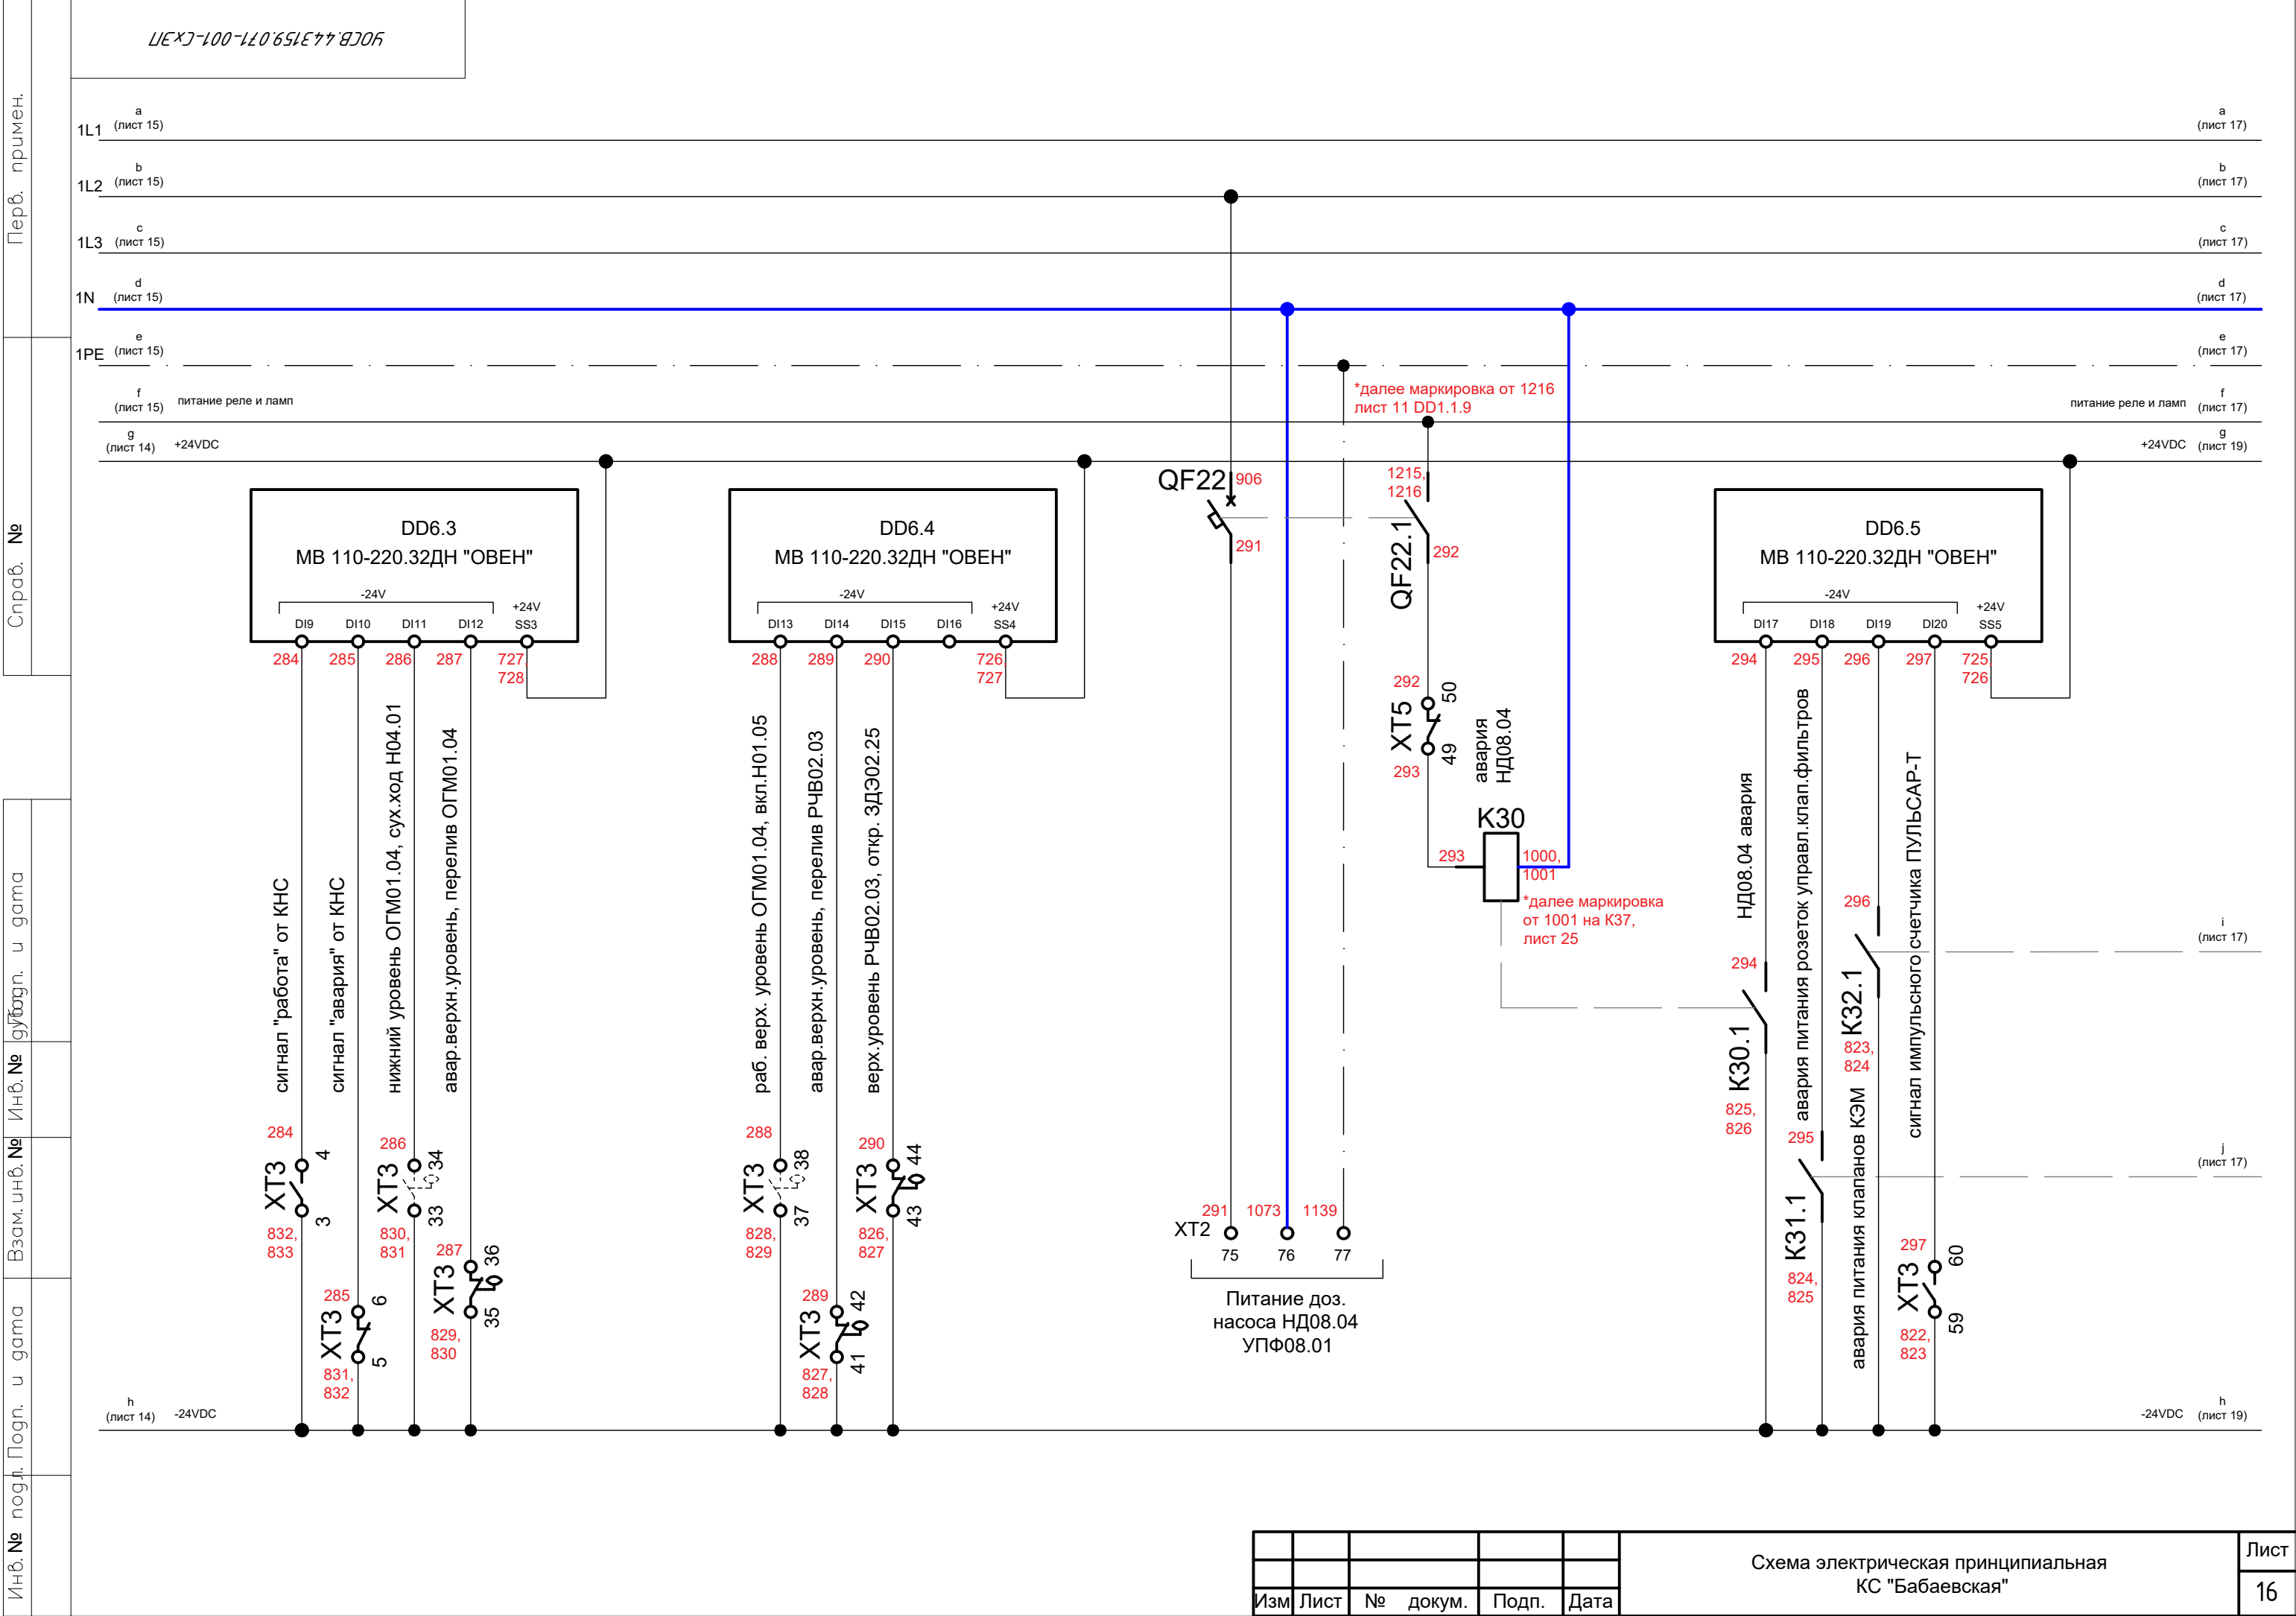 УОСВ.443159.071-001-СхЭП
Перв. примен.
Справ. №
Подп. и дата
Инв. № дубл.
Взам. инв. №
Подп. и дата
Инв. № подл.
1L1
a
(лист 15)
a
(лист 17)
1L2
b
(лист 15)
b
(лист 17)
1L3
c
(лист 15)
c
(лист 17)
1N
d
(лист 15)
d
(лист 17)
1PE
e
(лист 15)
e
(лист 17)
f
(лист 15)
питание реле и ламп
питание реле и ламп
f
(лист 17)
g
(лист 14)
+24VDC
+24VDC
g
(лист 19)
*далее маркировка от 1216
лист 11 DD1.1.9
DD6.3
МВ 110-220.32ДН "ОВЕН"
-24V
+24V
DI9
DI10
DI11
DI12
SS3
284
285
286
287
727,
728
сигнал "работа" от КНС
сигнал "авария" от КНС
нижний уровень ОГМ01.04, сух.ход Н04.01
авар.верхн.уровень, перелив ОГМ01.04
284
XT3
4
3
832,
833
285
XT3
6
5
831,
832
286
XT3
34
33
830,
831
287
XT3
36
35
829,
830
DD6.4
МВ 110-220.32ДН "ОВЕН"
-24V
+24V
DI13
DI14
DI15
DI16
SS4
288
289
290
726,
727
раб. верх. уровень ОГМ01.04, вкл.Н01.05
авар.верхн.уровень, перелив РЧВ02.03
верх.уровень РЧВ02.03, откр. ЗДЭ02.25
288
XT3
38
37
828,
829
289
XT3
42
41
827,
828
290
XT3
44
43
826,
827
QF22
906
291
1215,
1216
QF22.1
292
292
XT5
50
49
293
авария
НД08.04
K30
293
1000,
1001
*далее маркировка
от 1001 на К37,
лист 25
291
1073
1139
XT2
75
76
77
Питание доз.
насоса НД08.04
УПФ08.01
DD6.5
МВ 110-220.32ДН "ОВЕН"
-24V
+24V
DI17
DI18
DI19
DI20
SS5
294
295
296
297
725,
726
НД08.04 авария
авария питания розеток управл.клап.фильтров
авария питания клапанов КЭМ
сигнал импульсного счетчика ПУЛЬСАР-Т
294
K30.1
825,
826
295
K31.1
824,
825
296
K32.1
823,
824
297
XT3
60
59
822,
823
i
(лист 17)
j
(лист 17)
h
(лист 14)
-24VDC
-24VDC
h
(лист 19)
Изм
Лист
№ докум.
Подп.
Дата
Схема электрическая принципиальная
КС "Бабаевская"
Лист
16